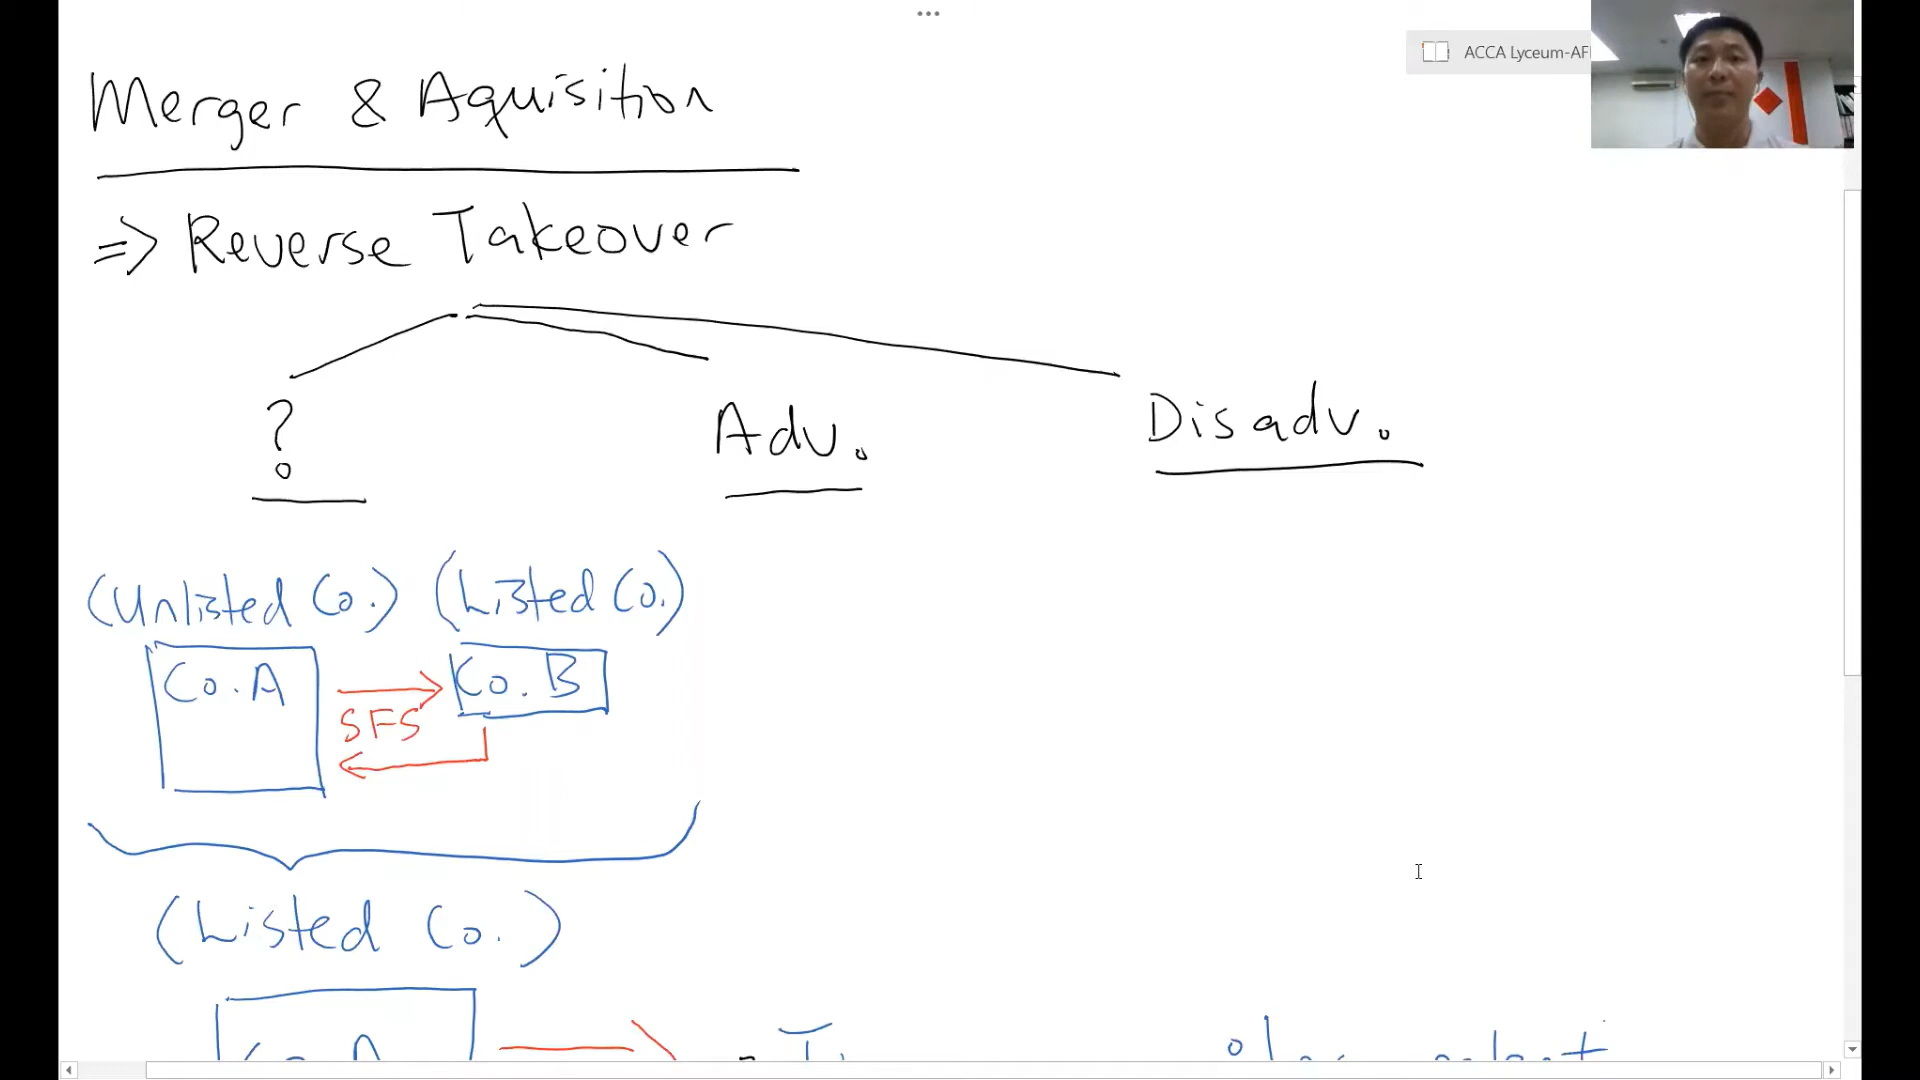 ACCA Lyceum-AF
Merger & Aquisition
=> Reverse Takeover
?
Adv.
Disadv.
(Unlisted Co.) (Listed Co.)
Co. A
SFS
Co. B
(Listed Co.)